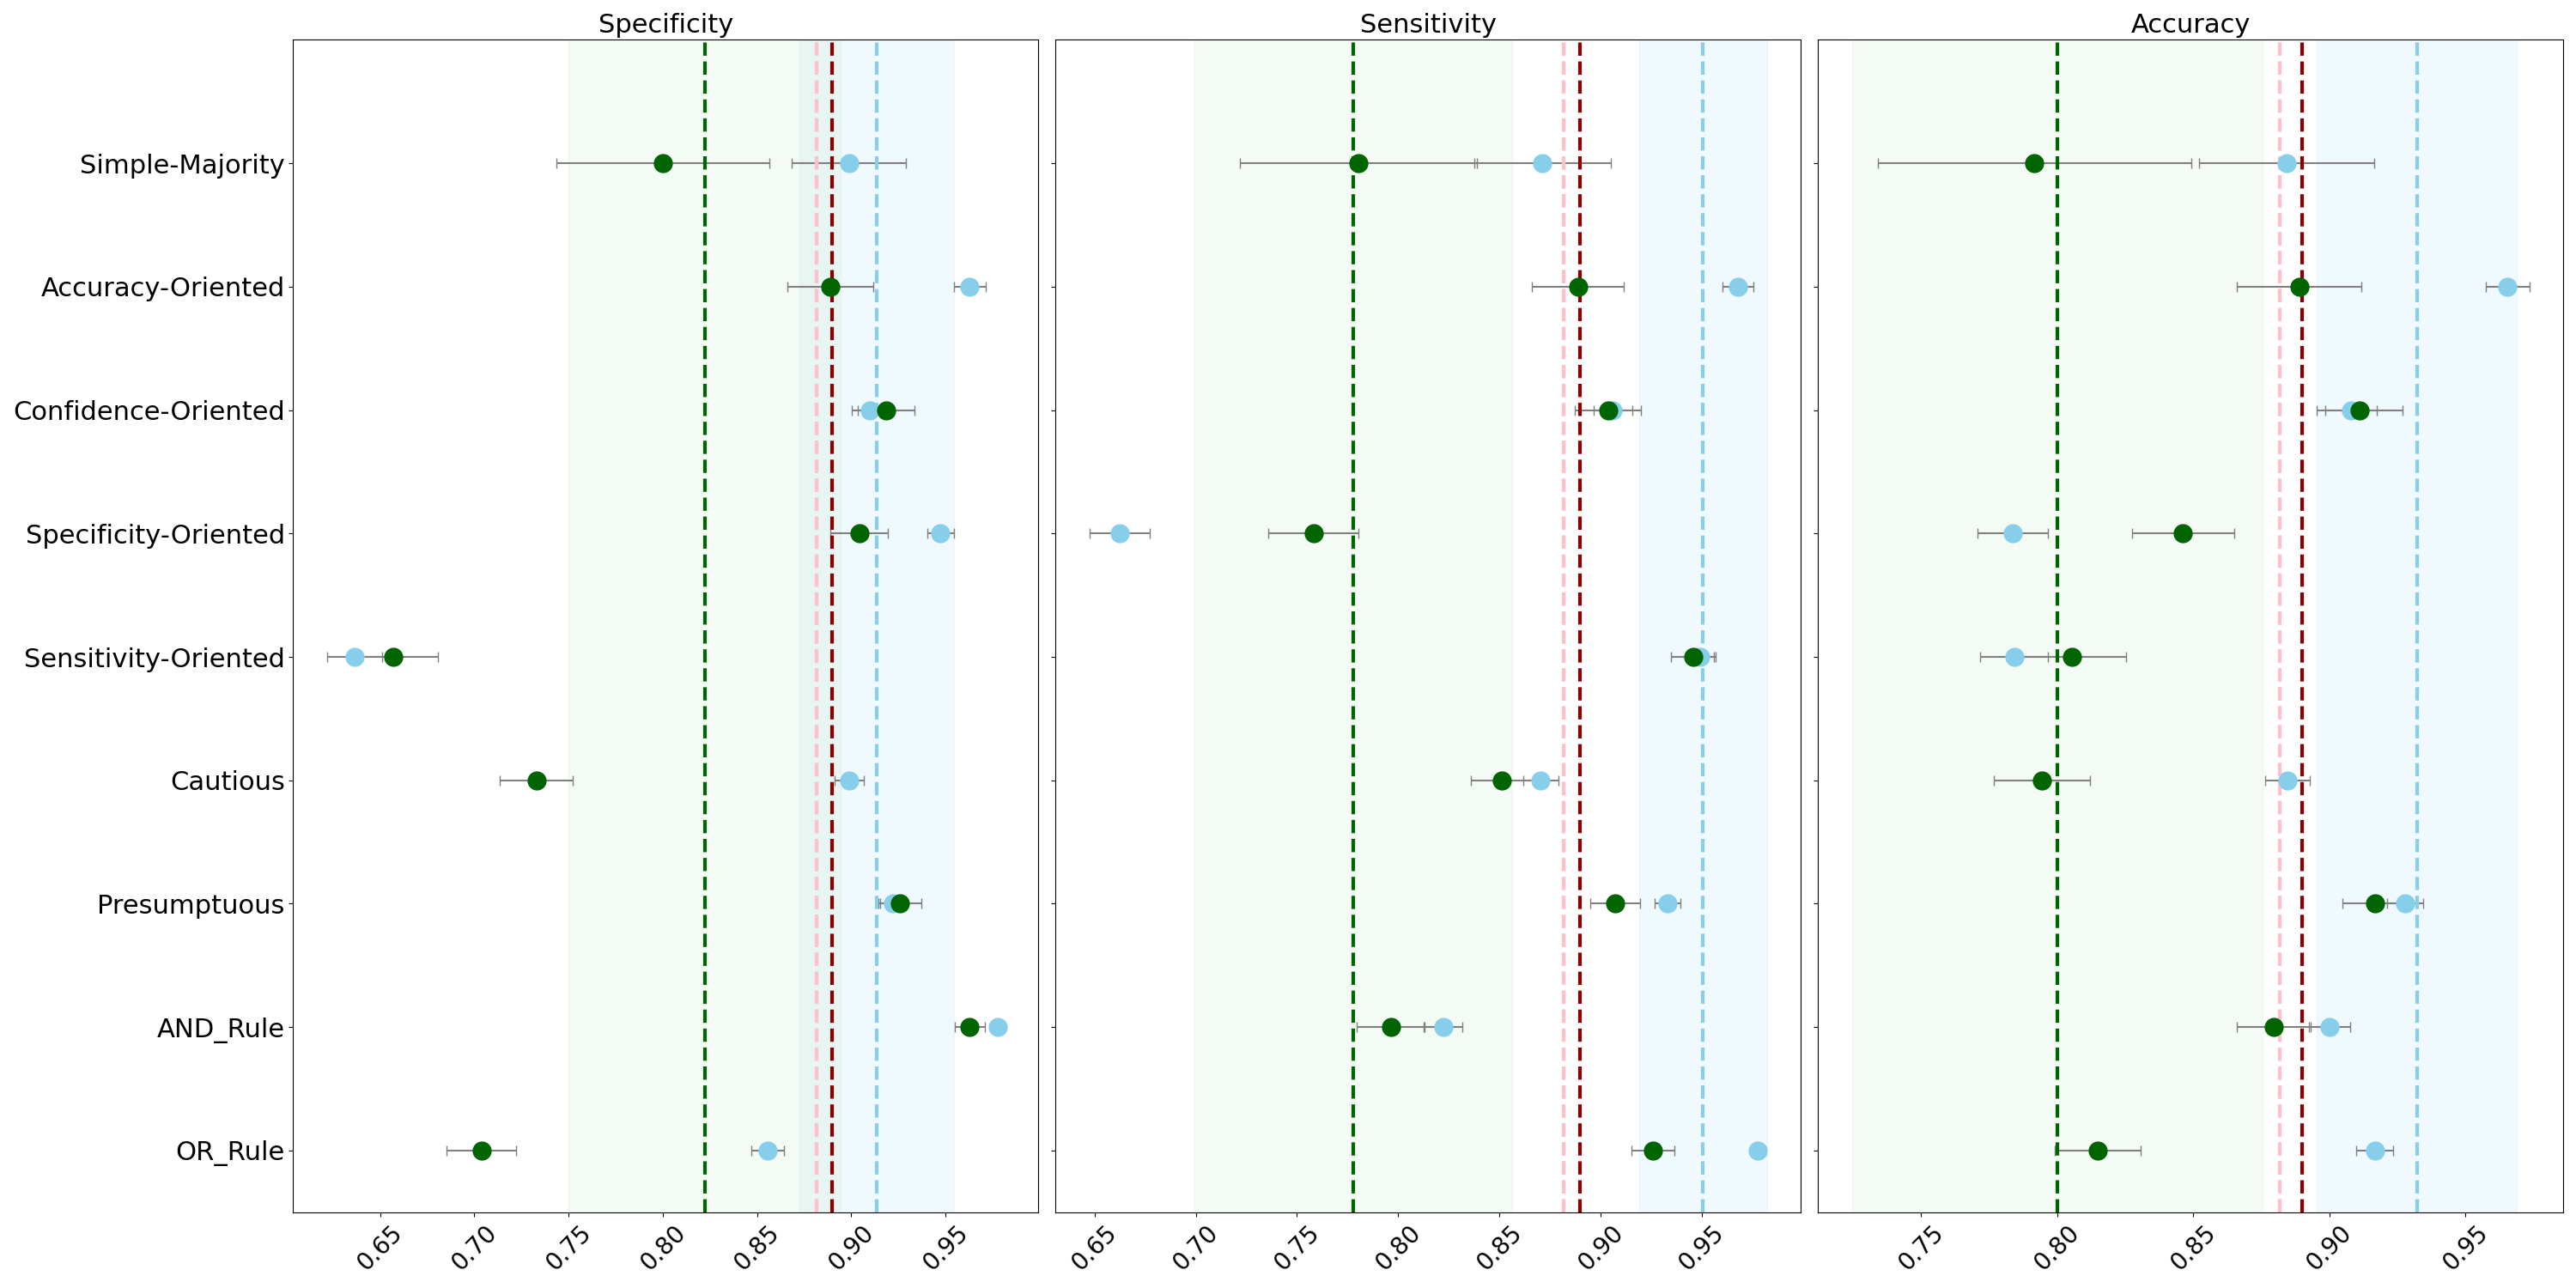 Specificity
Sensitivity
Accuracy
Simple-Majority
Accuracy-Oriented
Confidence-Oriented
Specificity-Oriented
Sensitivity-Oriented
Cautious
Presumptuous
AND_Rule
OR_Rule
0.65 0.70 0.75 0.80 0.85 0.90 0.95
0.65 0.70 0.75 0.80 0.85 0.90 0.95
0.75 0.80 0.85 0.90 0.95